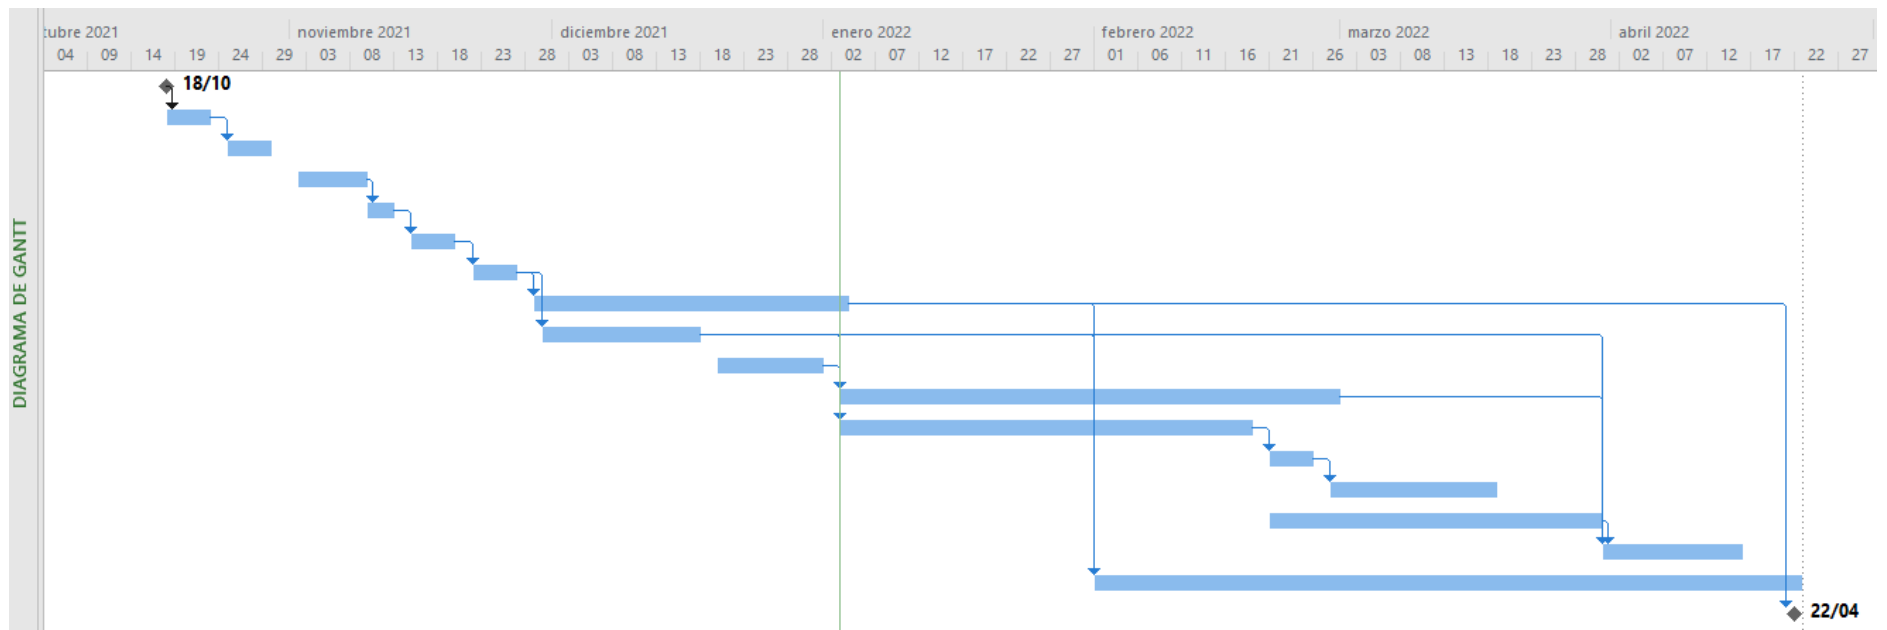 tubre 2021 noviembre 2021 diciembre 2021 enero 2022 febrero 2022 marzo 2022 abril 2022
04 09 14 19 24 29 03 08 13 18 23 28 03 08 13 18 23 28 02 07 12 17 22 27 01 06 11 16 21 26 03 08 13 18 23 28 02 07 12 17 22 27
18/10
DIAGRAMA DE GANTT
22/04